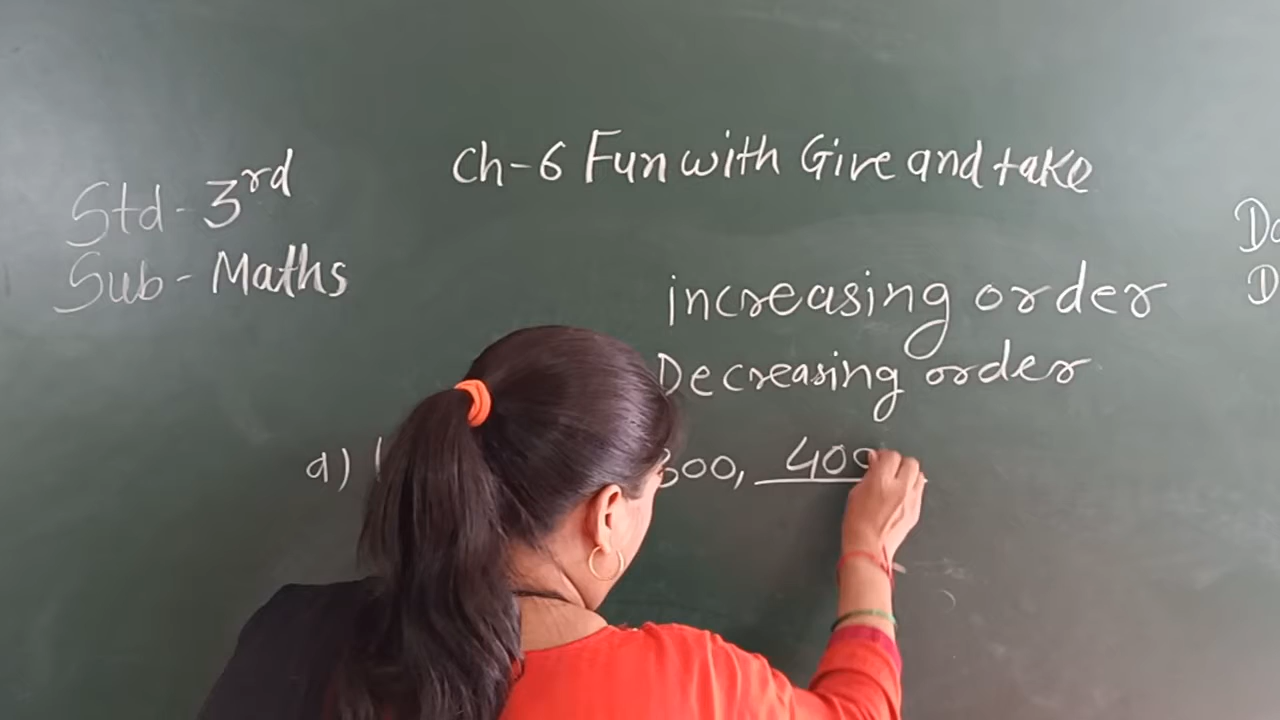 Std - 3rd
Ch-6 Fun with Give and take
Sub - Maths
increasing order
Decreasing order
a) 300, 400